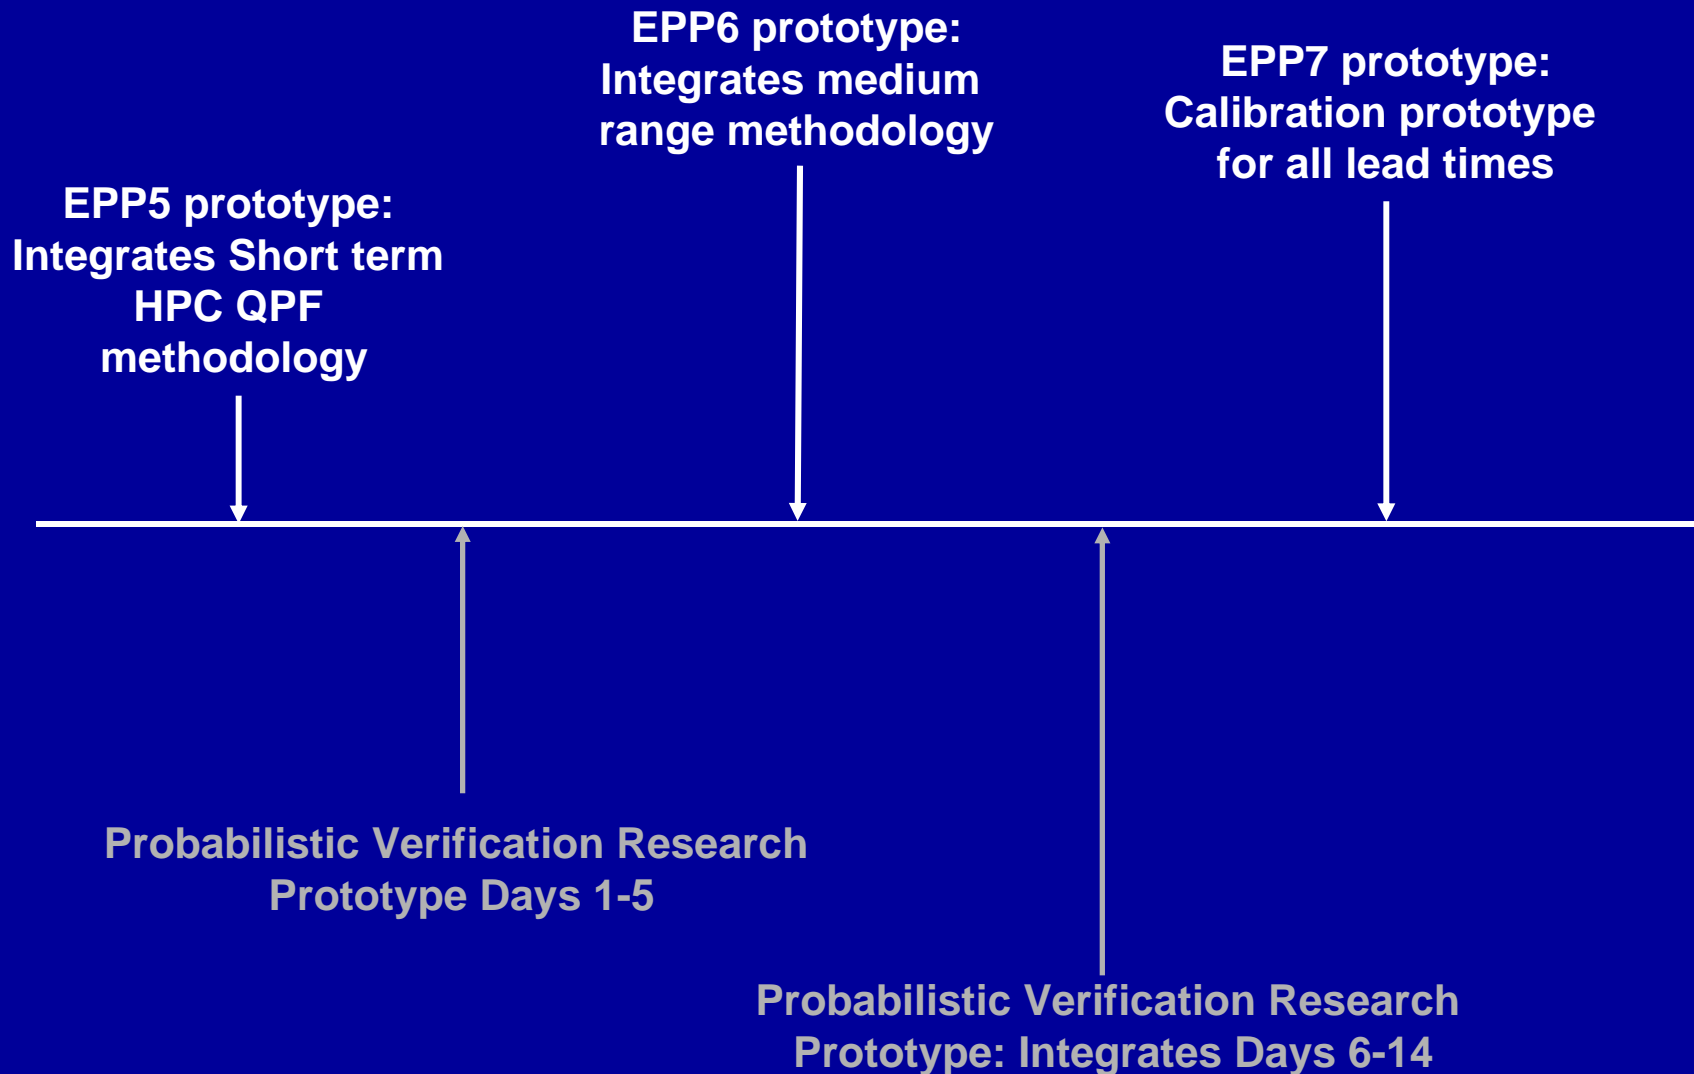 EPP5 prototype:
Integrates Short term
HPC QPF
methodology
EPP6 prototype:
Integrates medium
range methodology
EPP7 prototype:
Calibration prototype
for all lead times
Probabilistic Verification Research
Prototype Days 1-5
Probabilistic Verification Research
Prototype: Integrates Days 6-14